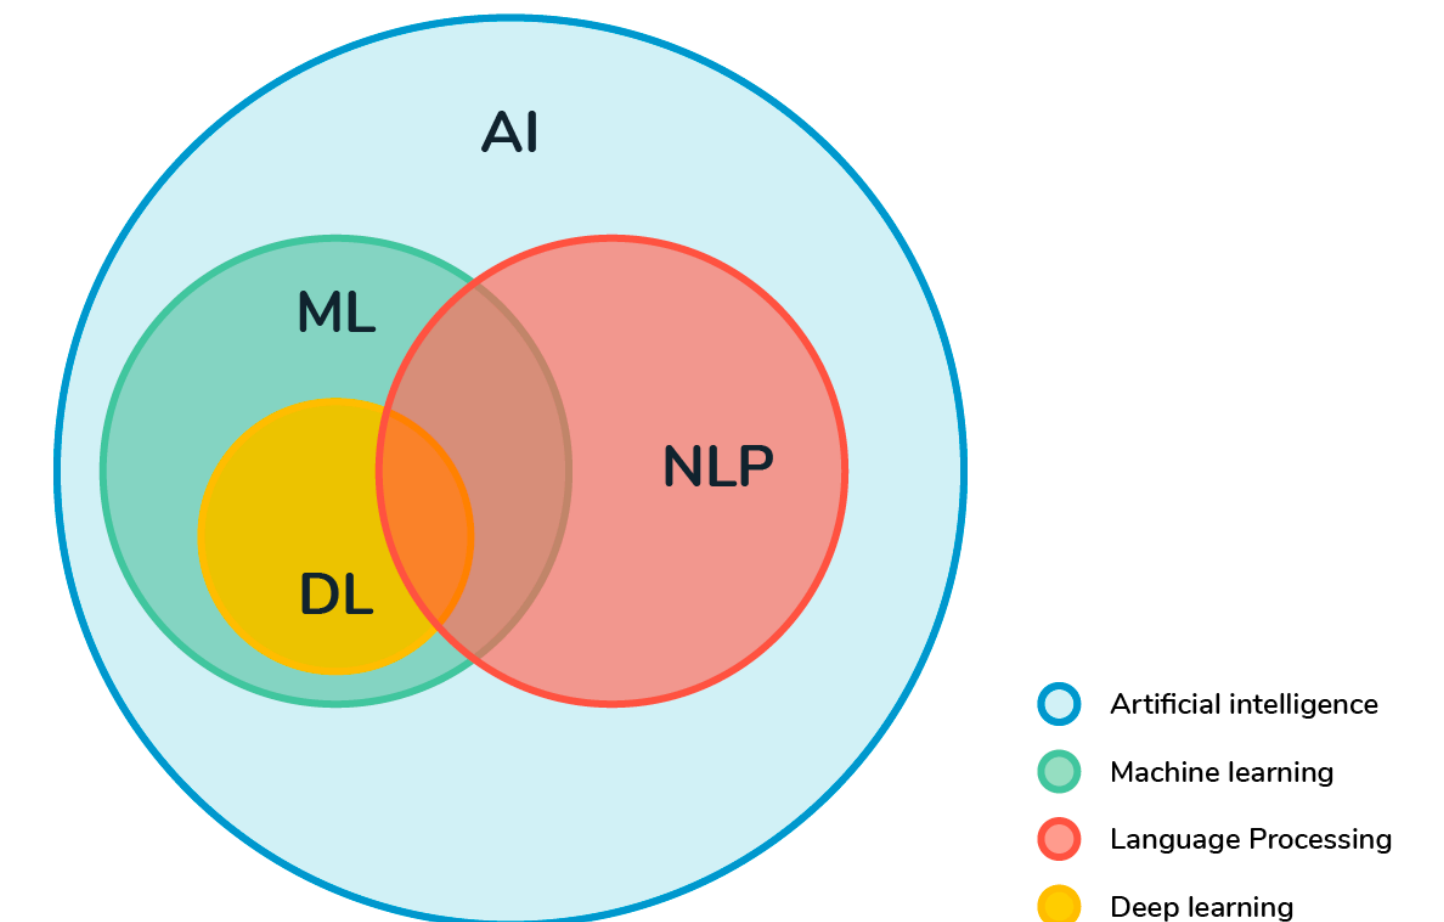 AI
ML
NLP
DL
Artificial intelligence
Machine learning
Language Processing
Deep learning